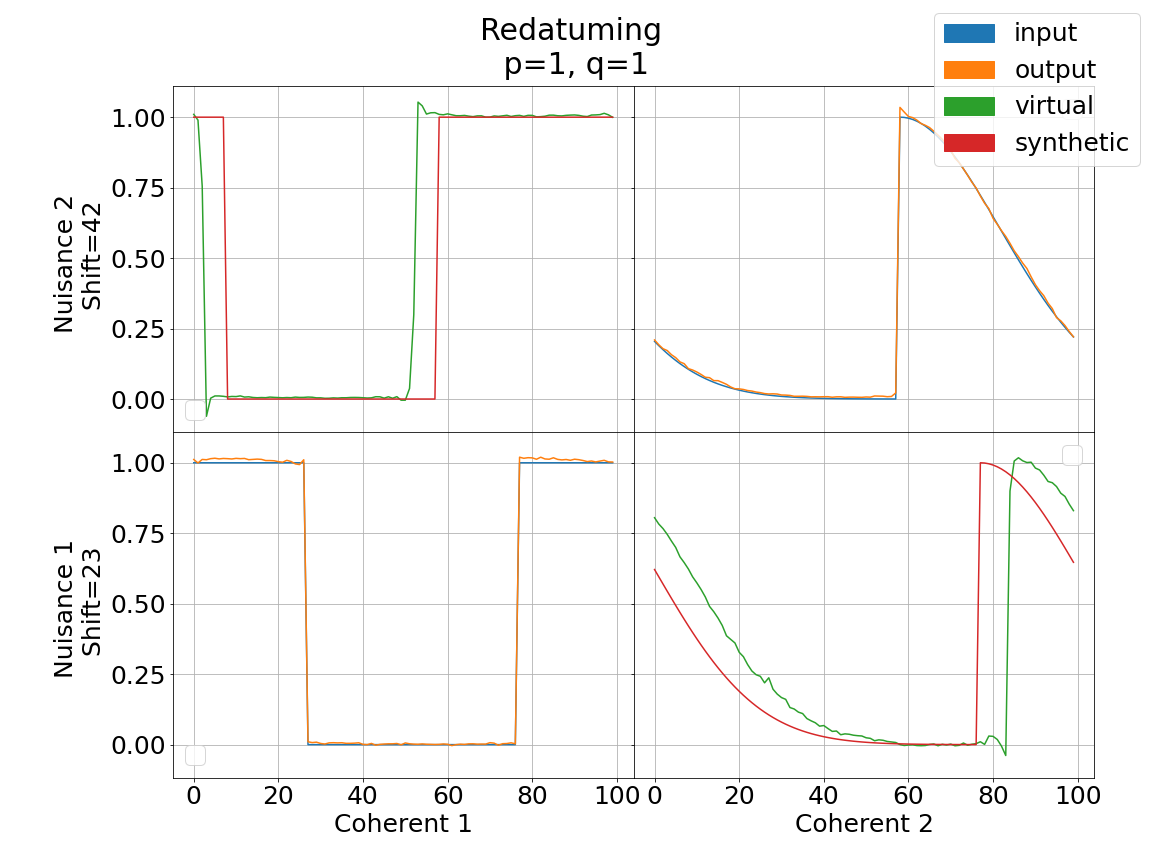 Redatuming
p=1, q=1
input
output
virtual
synthetic
Nuisance 2
Shift=42
1.00
0.75
0.50
0.25
0.00
Nuisance 1
Shift=23
1.00
0.75
0.50
0.25
0.00
0 20 40 60 80 100
0 20 40 60 80 100
Coherent 1
Coherent 2